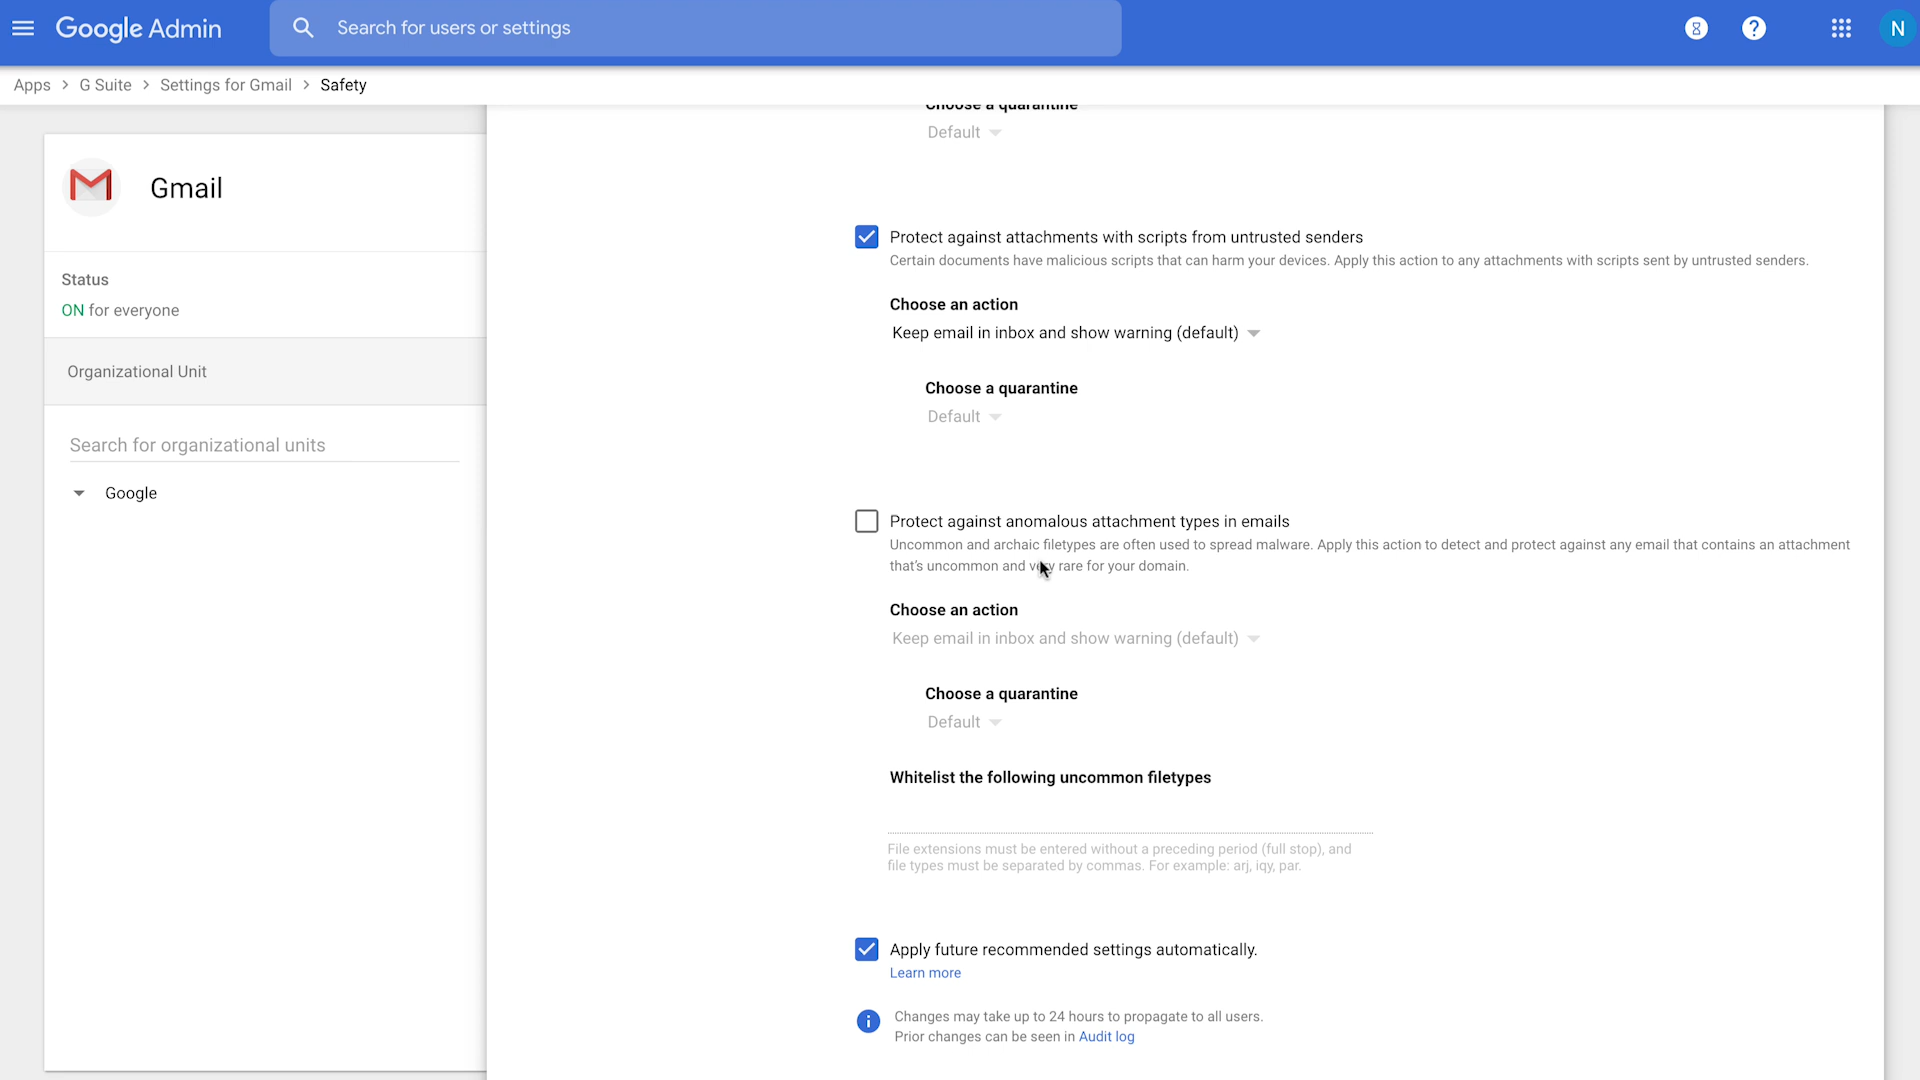 Google Admin
Search for users or settings
N
Apps > G Suite > Settings for Gmail > Safety
Gmail
Status
ON for everyone
Organizational Unit
Search for organizational units
Google
Choose a quarantine
Default
Protect against attachments with scripts from untrusted senders
Certain documents have malicious scripts that can harm your devices. Apply this action to any attachments with scripts sent by untrusted senders.
Choose an action
Keep email in inbox and show warning (default)
Choose a quarantine
Default
Protect against anomalous attachment types in emails
Uncommon and archaic filetypes are often used to spread malware. Apply this action to detect and protect against any email that contains an attachment
that's uncommon and very rare for your domain.
Choose an action
Keep email in inbox and show warning (default)
Choose a quarantine
Default
Whitelist the following uncommon filetypes
File extensions must be entered without a preceding period (full stop), and
file types must be separated by commas. For example: arj, iqy, par.
Apply future recommended settings automatically.
Learn more
Changes may take up to 24 hours to propagate to all users.
Prior changes can be seen in Audit log